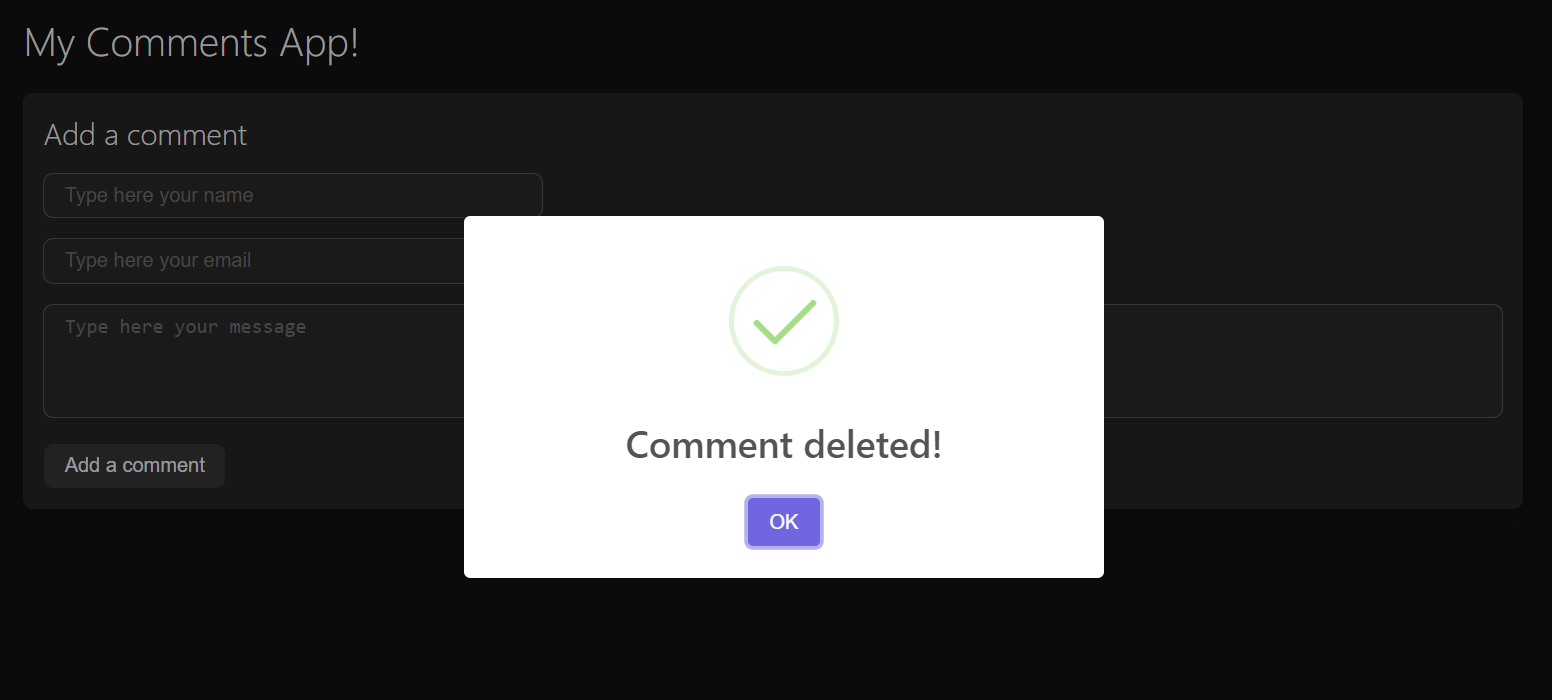 My Comments App!
Add a comment
Type here your name
Type here your email
Type here your message
Add a comment
Comment deleted!
OK